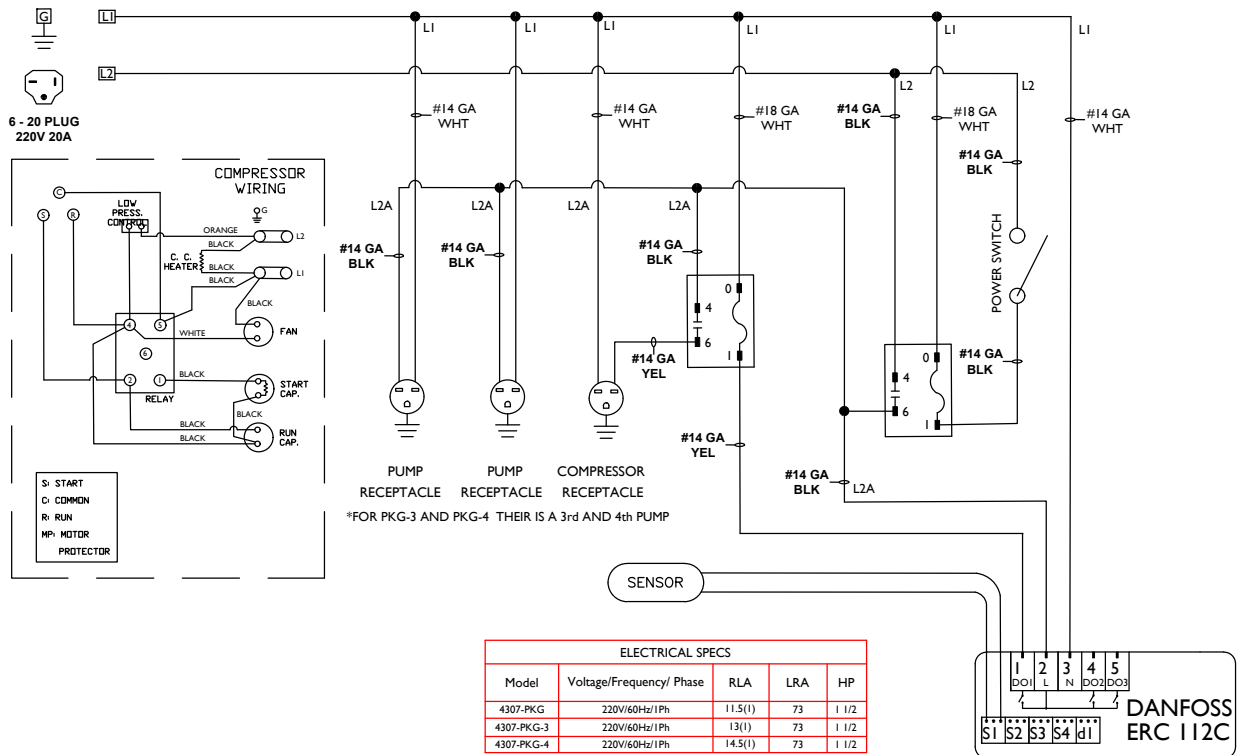 G
L1
L2
6 - 20 PLUG
220V 20A
L1
L1
L1
L1
L1
L1
L2
L2
#14 GA
WHT
#14 GA
WHT
#18 GA
WHT
#14 GA
BLK
#18 GA
WHT
#14 GA
WHT
#14 GA
BLK
COMPRESSOR
WIRING
C
S
R
LOW
PRESS.
CONTROL
G
ORANGE
L2
BLACK
C. C.
HEATER
BLACK
BLACK
L1
BLACK
4
5
WHITE
FAN
6
2
1
BLACK
START
CAP.
RELAY
BLACK
BLACK
BLACK
RUN
CAP.
S: START
C: COMMON
R: RUN
MP: MOTOR
PROTECTOR
L2A
L2A
L2A
L2A
#14 GA
BLK
#14 GA
BLK
#14 GA
BLK
0
4
6
1
#14 GA
YEL
POWER SWITCH
0
4
6
1
#14 GA
BLK
#14 GA
YEL
#14 GA
BLK
L2A
PUMP
RECEPTACLE
PUMP
RECEPTACLE
COMPRESSOR
RECEPTACLE
*FOR PKG-3 AND PKG-4 THEIR IS A 3rd AND 4th PUMP
SENSOR
ELECTRICAL SPECS
Model Voltage/Frequency/ Phase RLA LRA HP
4307-PKG 220V/60Hz/1Ph 11.5(1) 73 1 1/2
4307-PKG-3 220V/60Hz/1Ph 13(1) 73 1 1/2
4307-PKG-4 220V/60Hz/1Ph 14.5(1) 73 1 1/2
1 2 3 4 5
DO1 L N DO2 DO3
S1 S2 S3 S4 d1
DANFOSS
ERC 112C